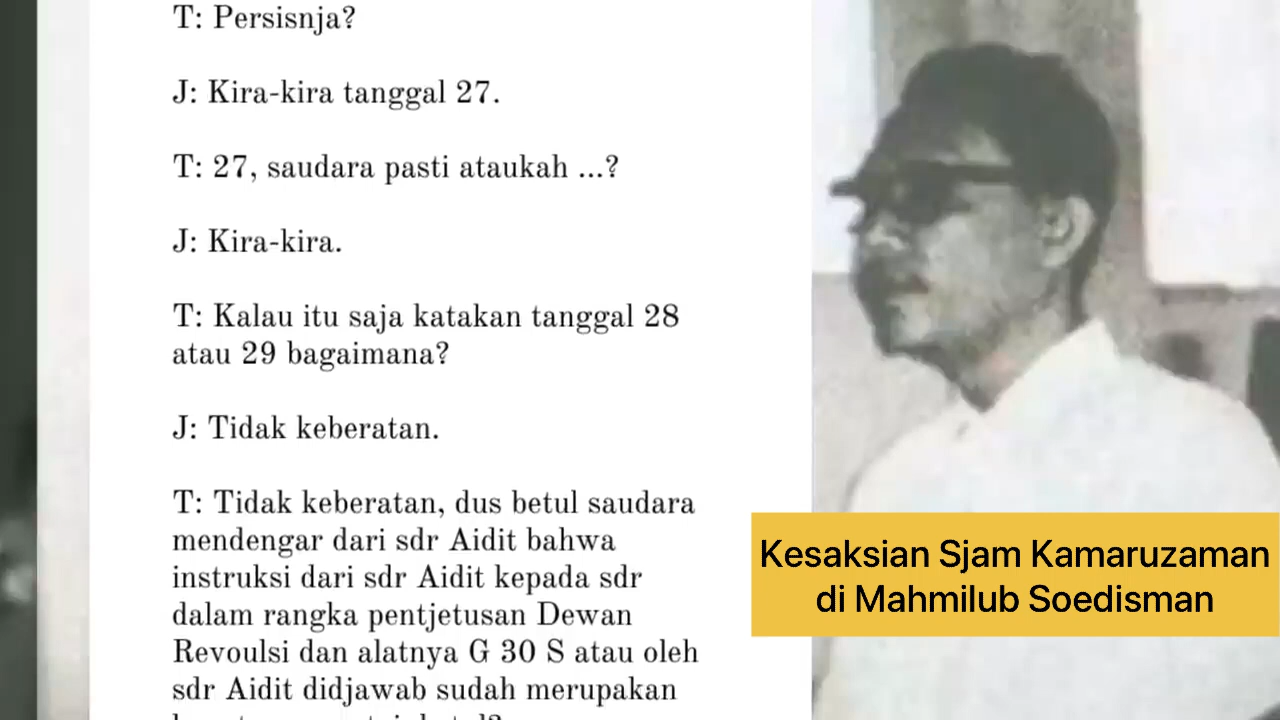 T: Persisnja?
J: Kira-kira tanggal 27.
T: 27, saudara pasti ataukah ...?
J: Kira-kira.
T: Kalau itu saja katakan tanggal 28
atau 29 bagaimana?
J: Tidak keberatan.
T: Tidak keberatan, dus betul saudara
mendengar dari sdr Aidit bahwa
instruksi dari sdr Aidit kepada sdr
dalam rangka pentjetusan Dewan
Revoulsi dan alatnya G 30 S atau oleh
sdr Aidit didjawab sudah merupakan
Kesaksian Sjam Kamaruzaman
di Mahmilub Soedisman